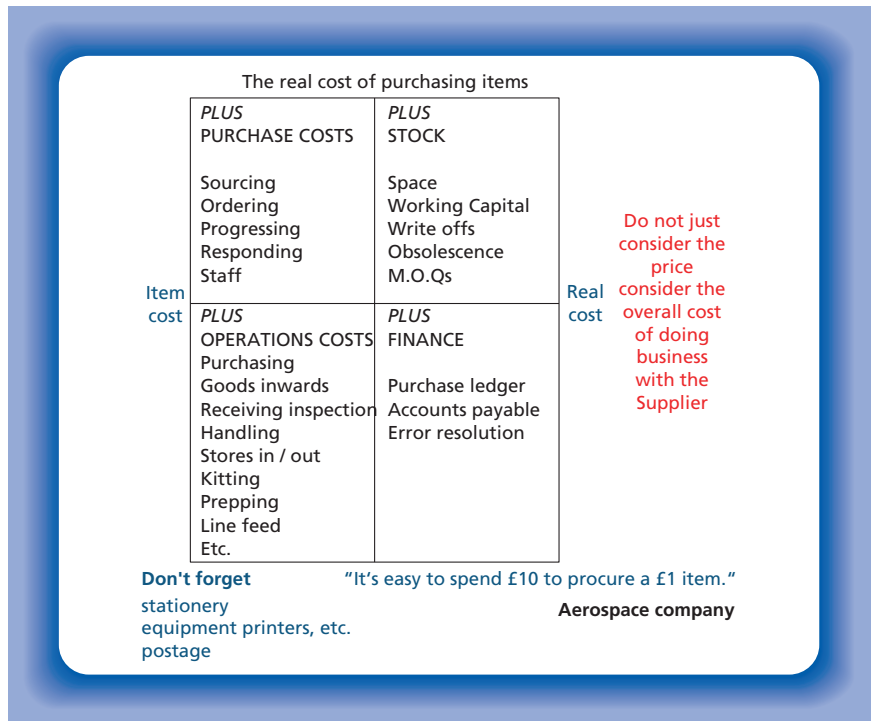 The real cost of purchasing items
PLUS
PURCHASE COSTS
Sourcing
Ordering
Progressing
Responding
Staff
PLUS
STOCK
Space
Working Capital
Write offs
Obsolescence
M.O.Qs
Item
cost
PLUS
OPERATIONS COSTS
Purchasing
Goods inwards
Receiving inspection
Handling
Stores in / out
Kitting
Prepping
Line feed
Etc.
PLUS
FINANCE
Purchase ledger
Accounts payable
Error resolution
Real
cost
Do not just
consider the
price
consider the
overall cost
of doing
business
with the
Supplier
Don't forget
stationery
equipment printers, etc.
postage
"It's easy to spend £10 to procure a £1 item."
Aerospace company